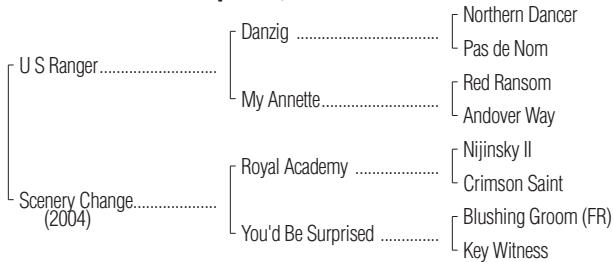 Northern Dancer
Danzig ..................................
Pas de Nom
U S Ranger............................
Red Ransom
My Annette............................
Andover Way
Nijinsky II
Royal Academy ....................
Crimson Saint
Scenery Change....................
(2004)
Blushing Groom (FR)
You'd Be Surprised ..............
Key Witness